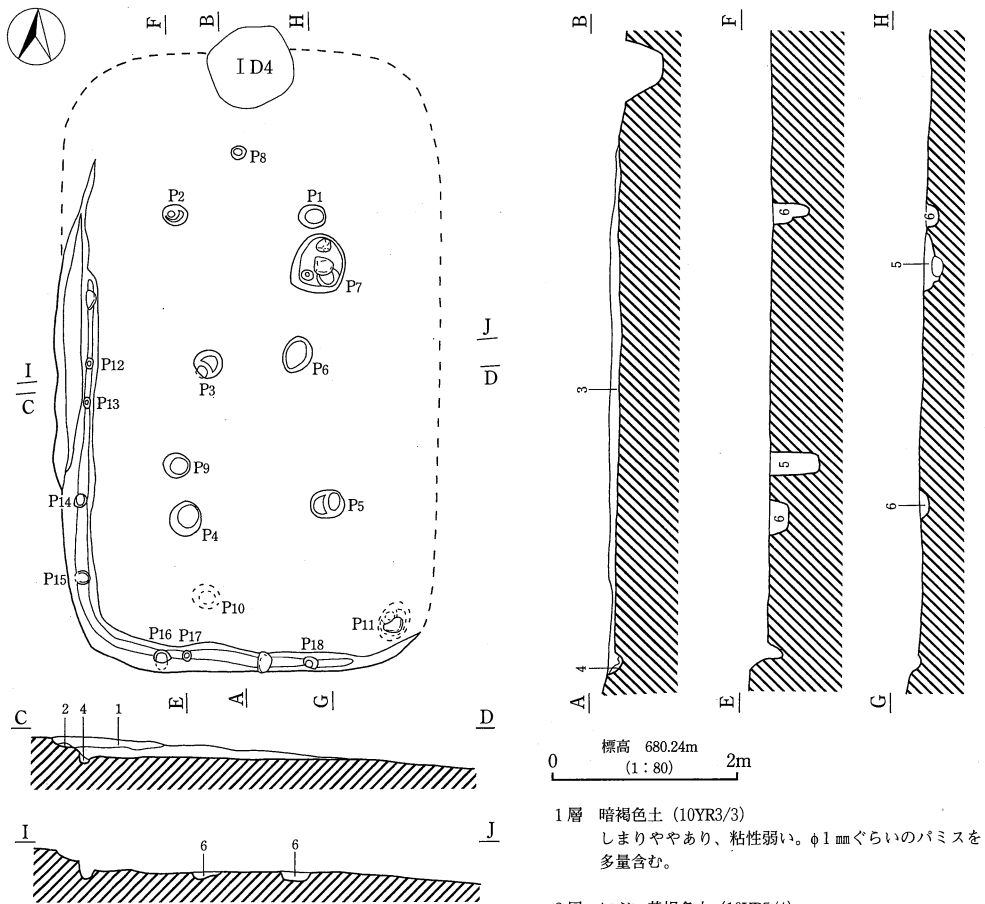 F B H
I D4
P8
P2 P1
P7
P12
P6
P3
P13
P9
P14
P5
P4
P15
P10
P11
P16 P17 P18
I
C
J
D
E A G
C 2 4 1 D
I 6 6 J
B F H
6 6
5
3
5
6 6
4
A E G
標高 680.24m
0 (1:80) 2m
1層 暗褐色土(10YR3/3)
しまりややあり、粘性弱い。φ1㎜ぐらいのパミスを
多量含む。